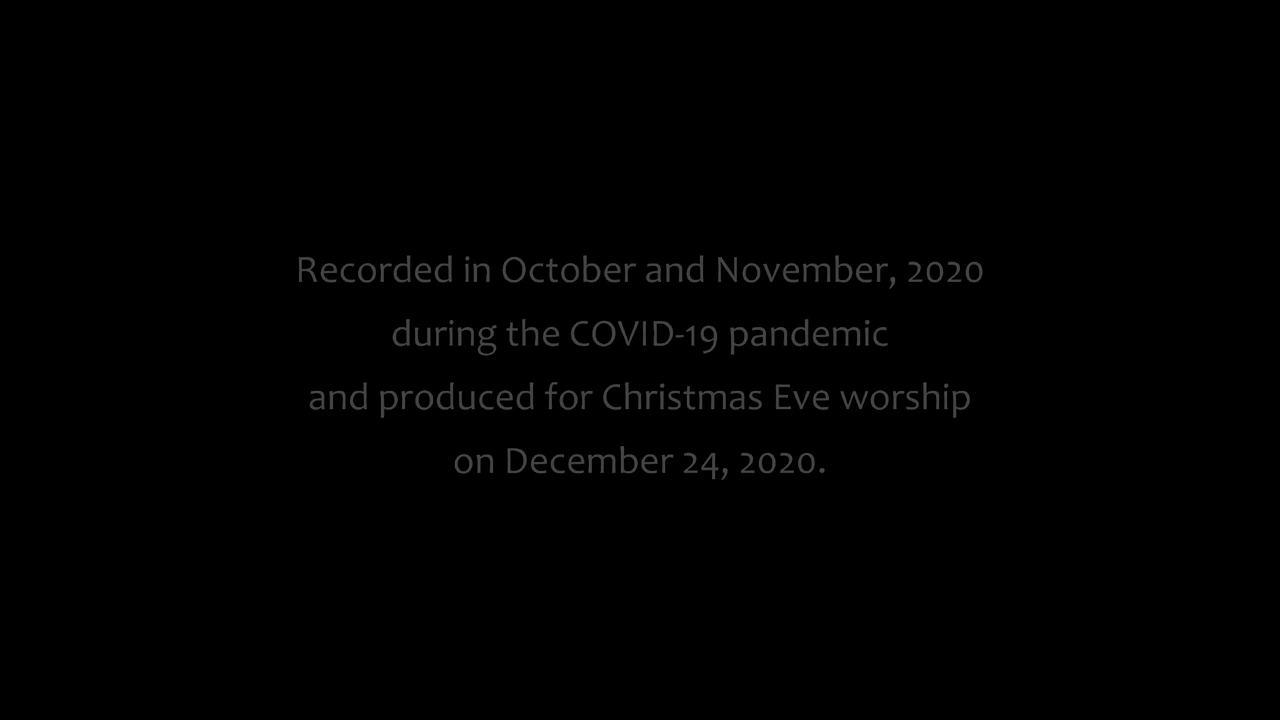 Recorded in October and November, 2020
during the COVID-19 pandemic
and produced for Christmas Eve worship
on December 24, 2020.